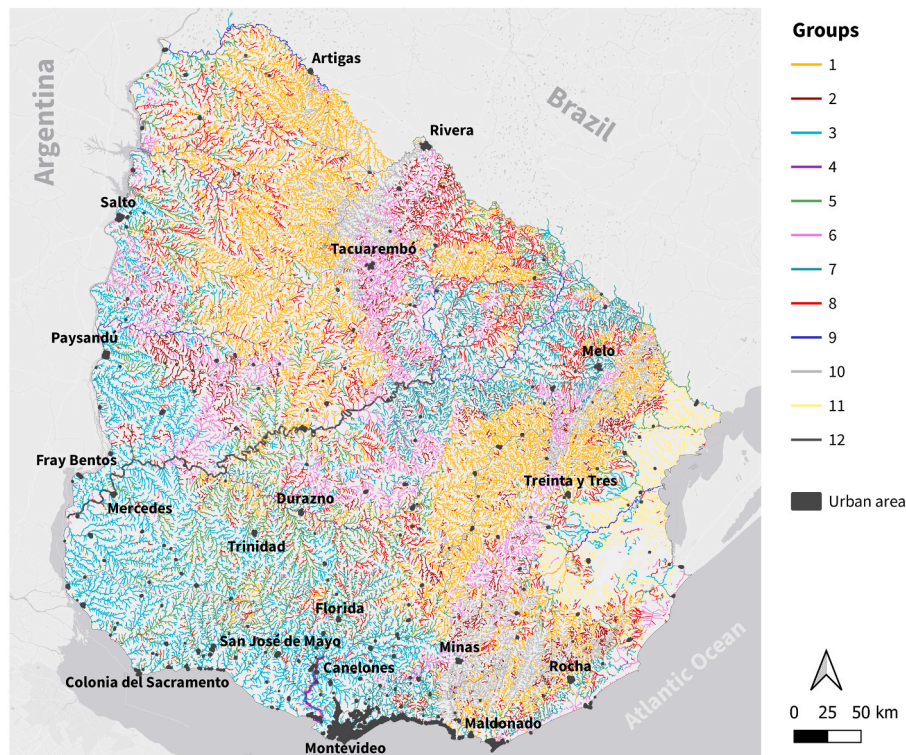 Groups
1
2
3
4
5
6
7
8
9
10
11
12
Urban area
0 25 50 km
Argentina
Brazil
Atlantic Ocean
Artigas
Rivera
Salto
Tacuarembó
Paysandú
Melo
Fray Bentos
Mercedes
Durazno
Treinta y Tres
Trinidad
Florida
San José de Mayo
Canelones
Minas
Rocha
Colonia del Sacramento
Maldonado
Montevideo